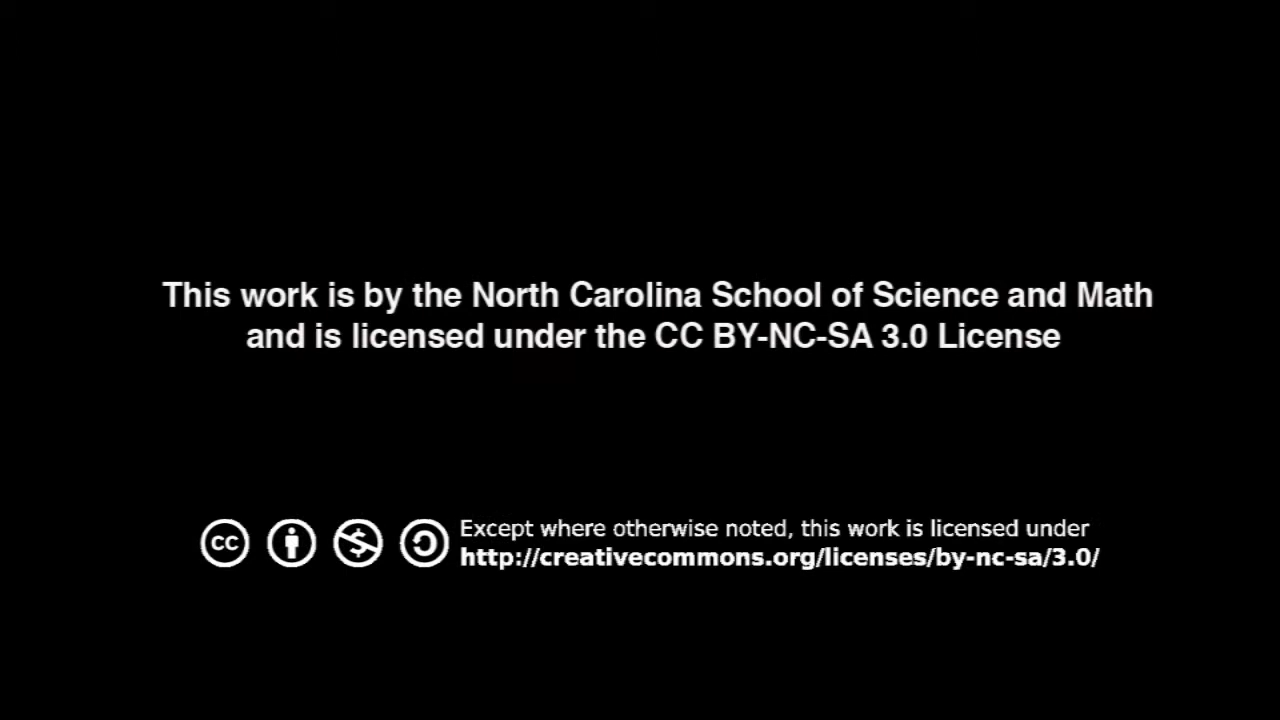 This work is by the North Carolina School of Science and Math
and is licensed under the CC BY-NC-SA 3.0 License
cc
$
Except where otherwise noted, this work is licensed under
http://creativecommons.org/licenses/by-nc-sa/3.0/